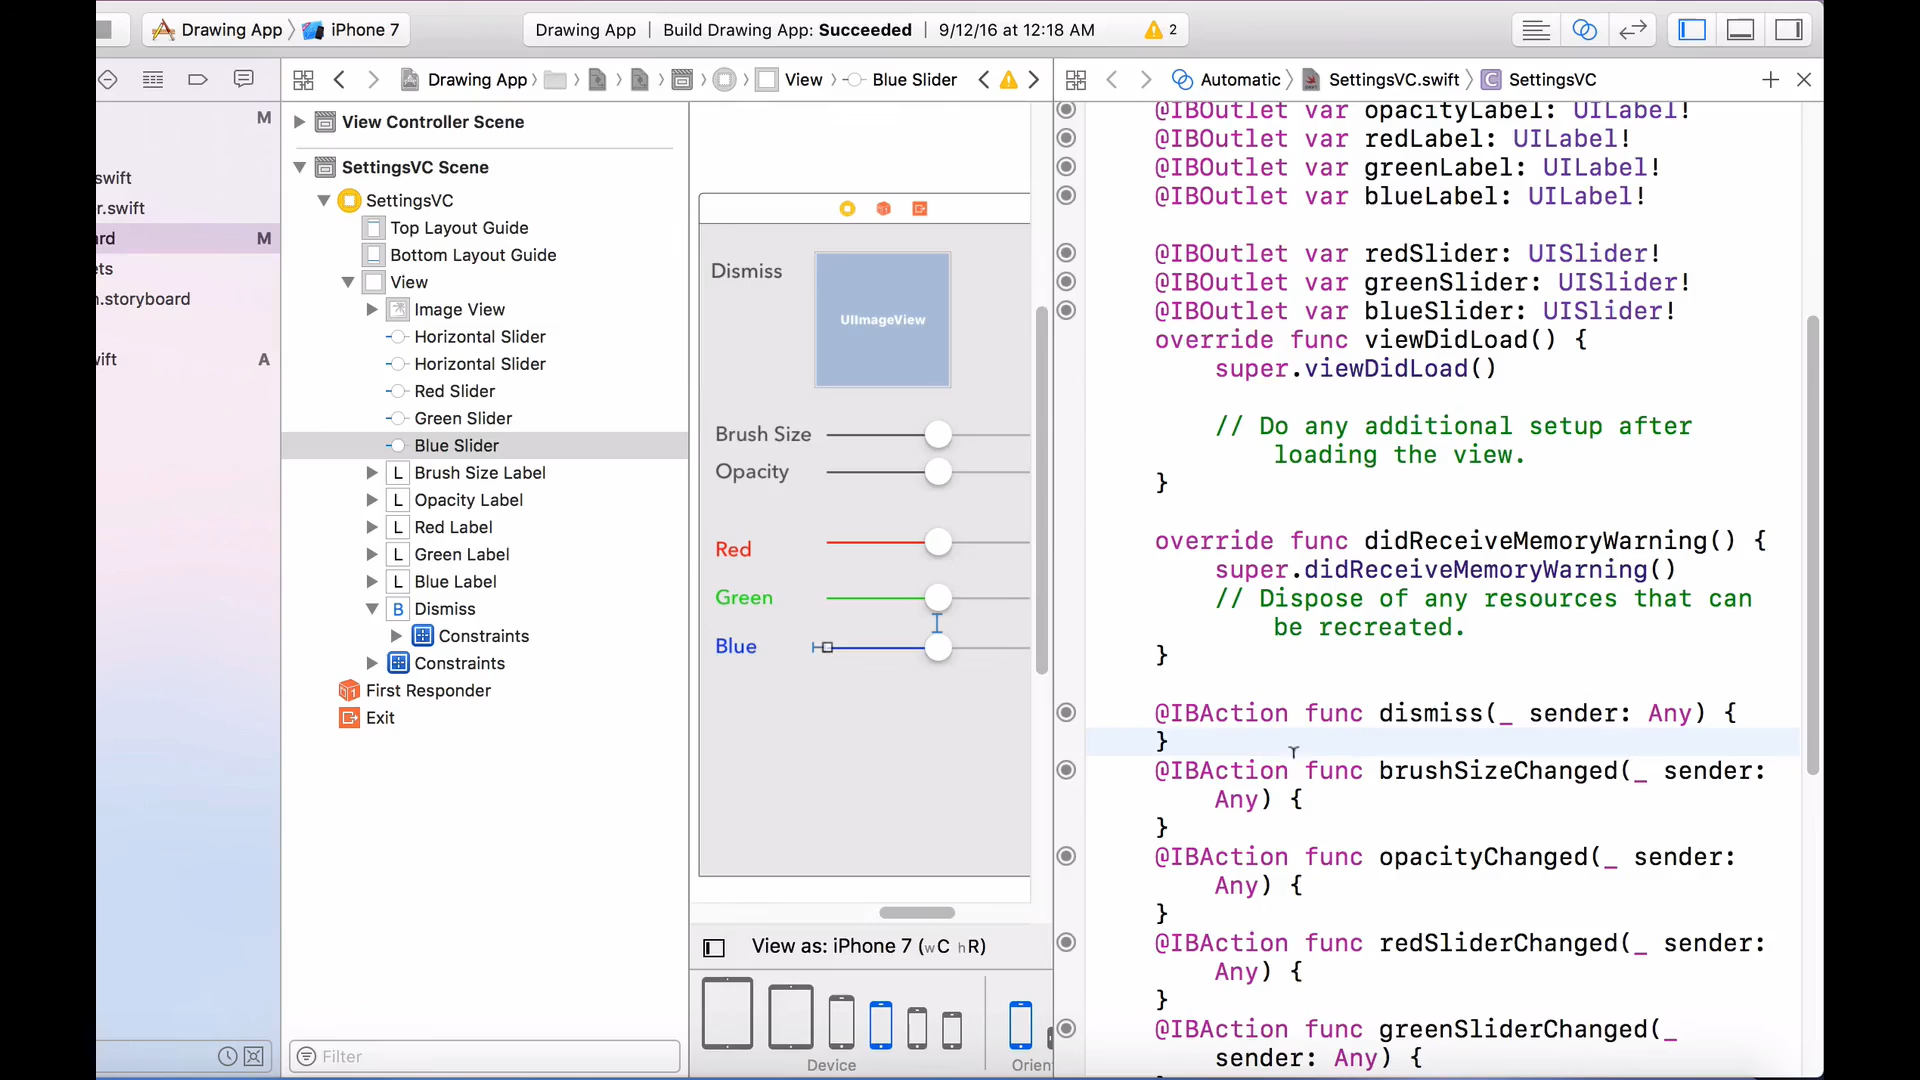 Drawing App
iPhone 7
Drawing App
Build Drawing App: Succeeded
9/12/16 at 12:18 AM
2
Drawing App
View
Blue Slider
Automatic
SettingsVC.swift
C
SettingsVC
M
swift
r.swift
rd
M
ets
n.storyboard
ift
A
View Controller Scene
SettingsVC Scene
SettingsVC
Top Layout Guide
Bottom Layout Guide
View
Image View
Horizontal Slider
Horizontal Slider
Red Slider
Green Slider
Blue Slider
L Brush Size Label
L Opacity Label
L Red Label
L Green Label
L Blue Label
B Dismiss
Constraints
Constraints
First Responder
Exit
Filter
Dismiss
UIImageView
Brush Size
Opacity
Red
Green
Blue
View as: iPhone 7 (wC hR)
Device
Orien
@IBOutlet var opacityLabel: UILabel!
@IBOutlet var redLabel: UILabel!
@IBOutlet var greenLabel: UILabel!
@IBOutlet var blueLabel: UILabel!
@IBOutlet var redSlider: UISlider!
@IBOutlet var greenSlider: UISlider!
@IBOutlet var blueSlider: UISlider!
override func viewDidLoad() {
super.viewDidLoad()
// Do any additional setup after
loading the view.
}
override func didReceiveMemoryWarning() {
super.didReceiveMemoryWarning()
// Dispose of any resources that can
be recreated.
}
@IBAction func dismiss(_ sender: Any) {
}
@IBAction func brushSizeChanged(_ sender:
Any) {
}
@IBAction func opacityChanged(_ sender:
Any) {
}
@IBAction func redSliderChanged(_ sender:
Any) {
}
@IBAction func greenSliderChanged(_
sender: Any) {